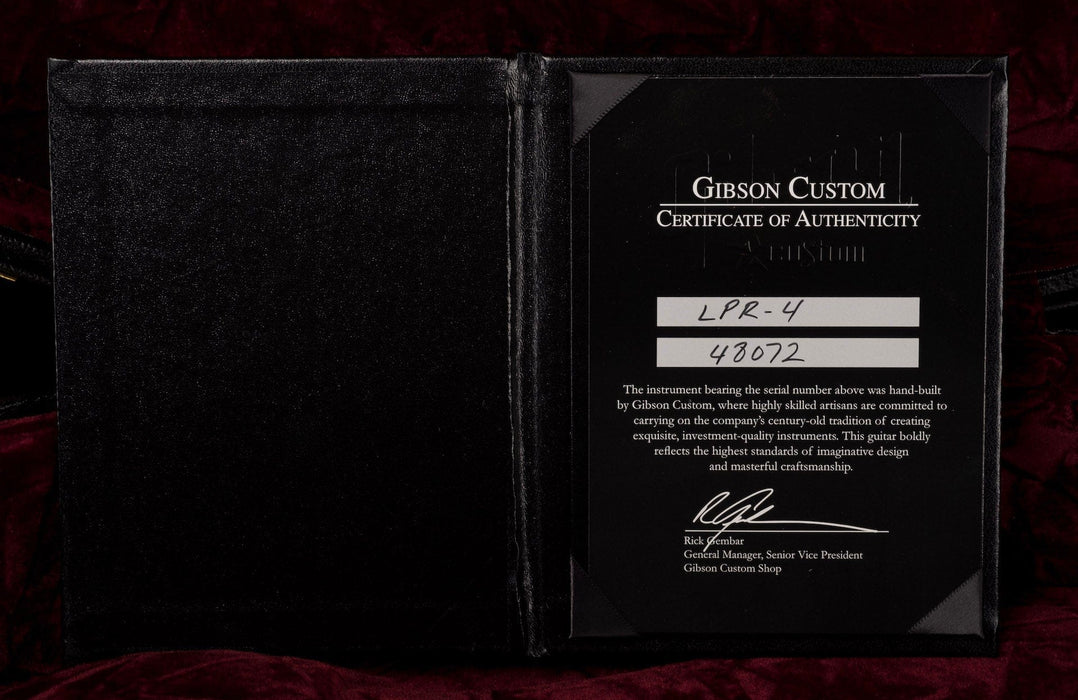 GIBSON CUSTOM
CERTIFICATE OF AUTHENTICITY
custom
LPR-4
48072
The instrument bearing the serial number above was hand-built
by Gibson Custom, where highly skilled artisans are committed to
carrying on the company's century-old tradition of creating
exquisite, investment-quality instruments. This guitar boldly
reflects the highest standards of imaginative design
and masterful craftsmanship.
Rick Gembar
General Manager, Senior Vice President
Gibson Custom Shop